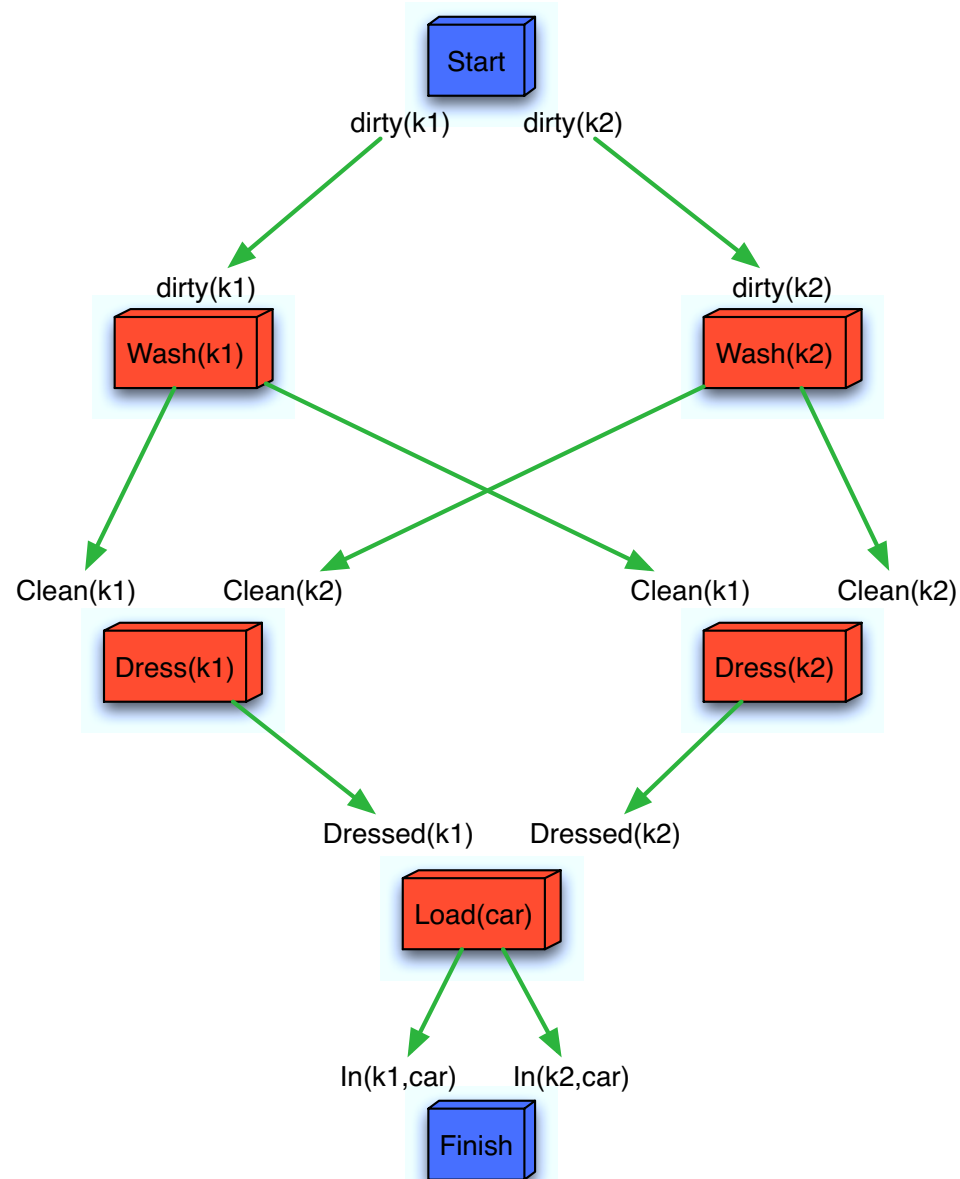 Start
dirty(k1) dirty(k2)
dirty(k1) dirty(k2)
Wash(k1) Wash(k2)
Clean(k1) Clean(k2) Clean(k1) Clean(k2)
Dress(k1) Dress(k2)
Dressed(k1) Dressed(k2)
Load(car)
In(k1,car) In(k2,car)
Finish